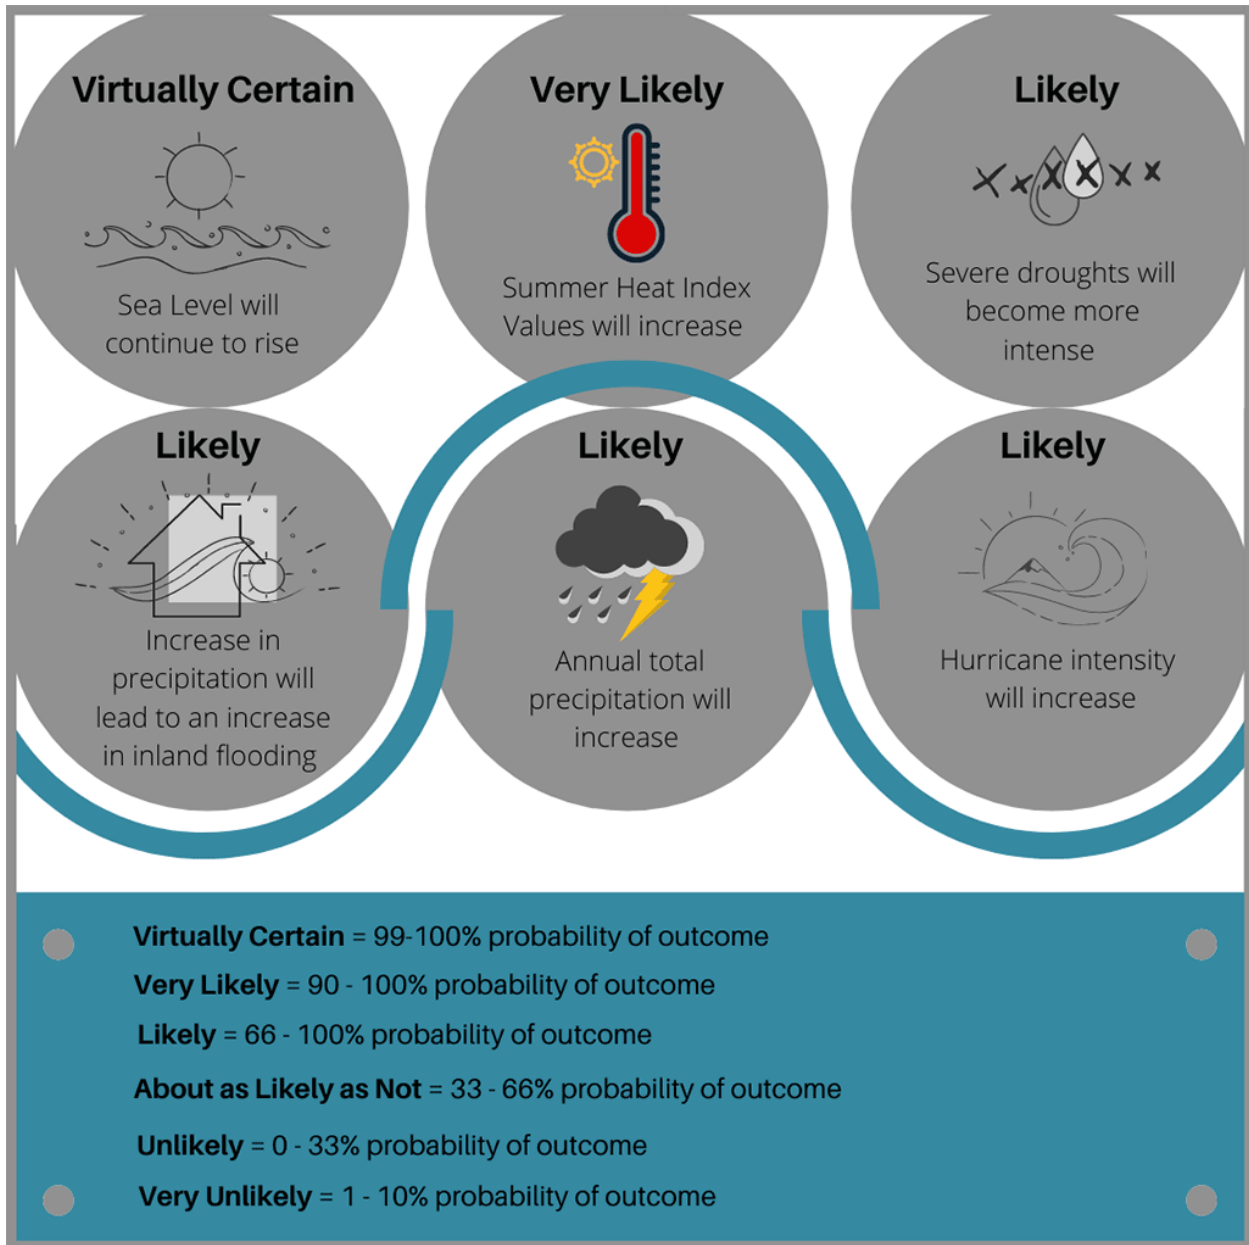 Virtually Certain
Sea Level will
continue to rise
Very Likely
Summer Heat Index
Values will increase
Likely
Severe droughts will
become more
intense
Likely
Increase in
precipitation will
lead to an increase
in inland flooding
Likely
Annual total
precipitation will
increase
Likely
Hurricane intensity
will increase
Virtually Certain = 99-100% probability of outcome
Very Likely = 90 - 100% probability of outcome
Likely = 66 - 100% probability of outcome
About as Likely as Not = 33 - 66% probability of outcome
Unlikely = 0 - 33% probability of outcome
Very Unlikely = 1 - 10% probability of outcome